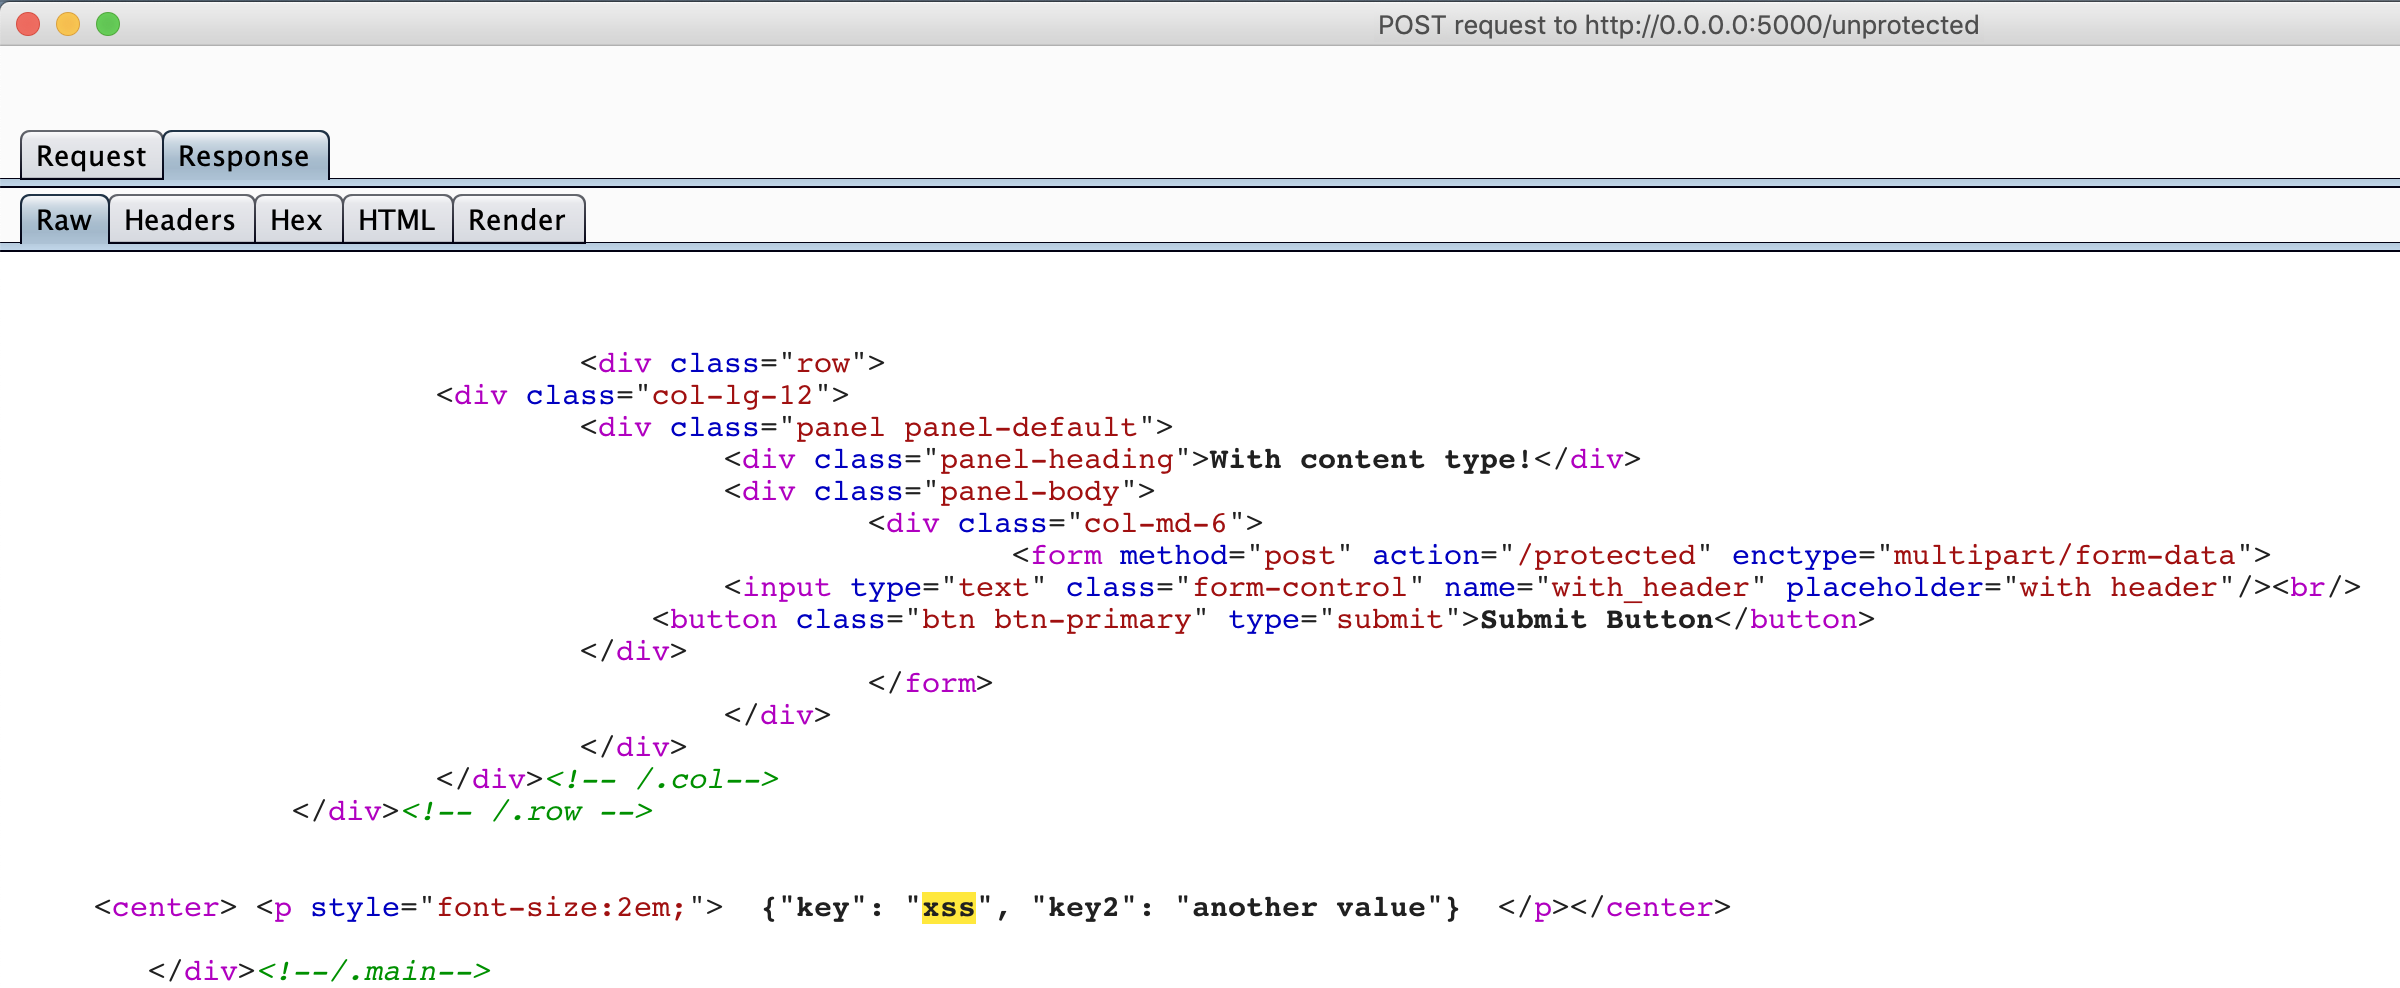 POST request to http://0.0.0.0:5000/unprotected
Request Response
Raw Headers Hex HTML Render
<div class="row">
<div class="col-lg-12">
<div class="panel panel-default">
<div class="panel-heading">With content type!</div>
<div class="panel-body">
<div class="col-md-6">
<form method="post" action="/protected" enctype="multipart/form-data">
<input type="text" class="form-control" name="with_header" placeholder="with header"/><br/>
<button class="btn btn-primary" type="submit">Submit Button</button>
</div>
</form>
</div>
</div>
</div><!-- /.col-->
</div><!-- /.row -->
<center> <p style="font-size:2em;">  {"key": "xss", "key2": "another value"}  </p></center>
</div><!--/.main-->